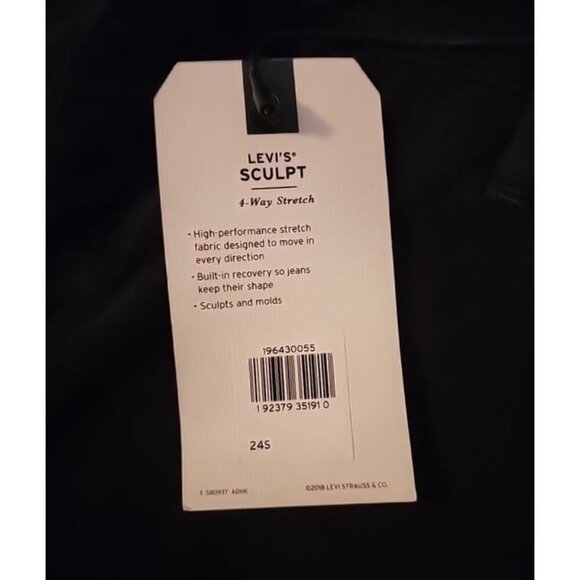 LEVI'S®
SCULPT
4-Way Stretch
• High-performance stretch
fabric designed to move in
every direction
• Built-in recovery so jeans
keep their shape
• Sculpts and molds
196430055
1 92379 35191 0
24S
1 580937 ADHK
©2018 LEVI STRAUSS & CO.